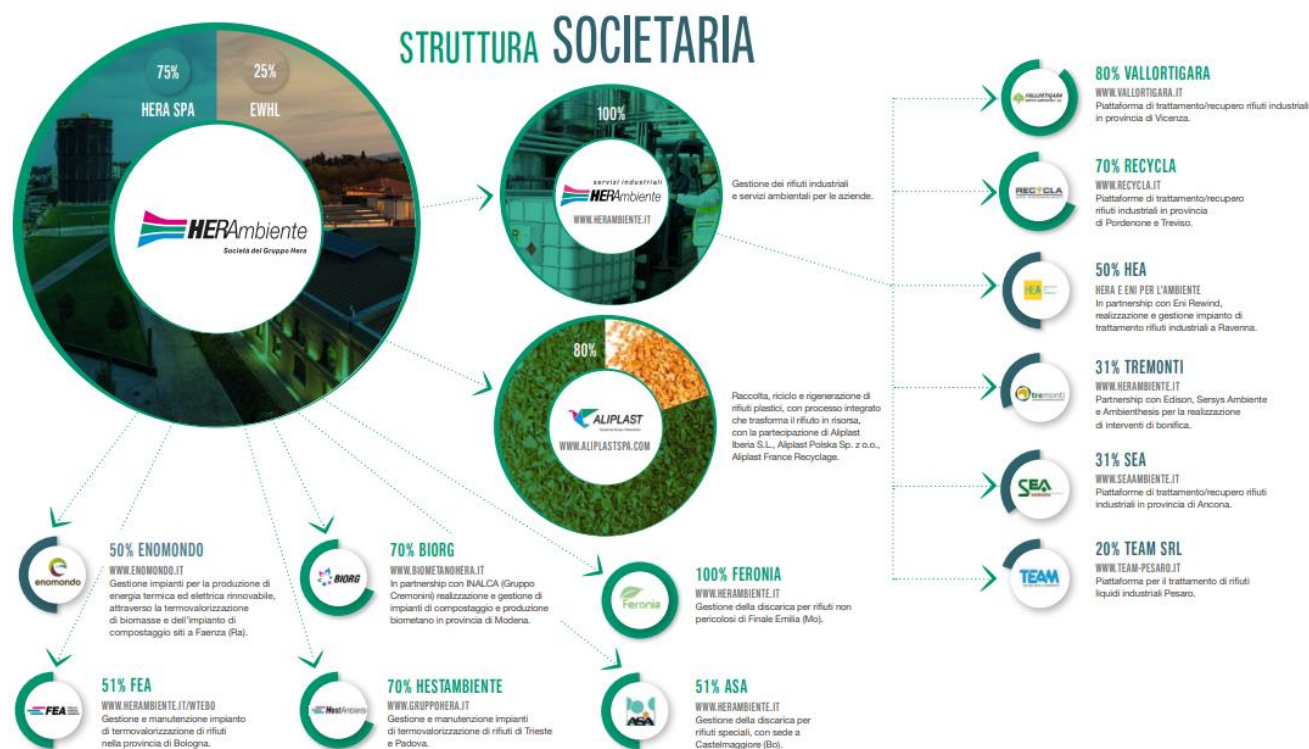 STRUTTURA SOCIETARIA
75%
HERA SPA
25%
EWHL
HERAmbiente
Società del Gruppo Hera
100%
servizi industriali
HERAmbiente
WWW.HERAMBIENTE.IT
Gestione dei rifiuti industriali
e servizi ambientali per le aziende.
80%
ALIPLAST
WWW.ALIPLASTSPA.COM
Raccolta, riciclo e rigenerazione di
rifiuti plastici, con processo integrato
che trasforma il rifiuto in risorsa,
con la partecipazione di Aliplast
Iberia S.L., Aliplast Polska Sp. z o.o.,
Aliplast France Recyclage.
VALLORTIGARA
80% VALLORTIGARA
WWW.VALLORTIGARA.IT
Piattaforma di trattamento/recupero rifiuti industriali
in provincia di Vicenza.
RECYCLA
70% RECYCLA
WWW.RECYCLA.IT
Piattaforme di trattamento/recupero
rifiuti industriali in provincia
di Pordenone e Treviso.
HEA
50% HEA
HERA E ENI PER L'AMBIENTE
In partnership con Eni Rewind,
realizzazione e gestione impianto di
trattamento rifiuti industriali a Ravenna.
tremonti
31% TREMONTI
WWW.HERAMBIENTE.IT
Partnership con Edison, Sersys Ambiente
e Ambienthesis per la realizzazione
di interventi di bonifica.
SEA
31% SEA
WWW.SEAAMBIENTE.IT
Piattaforme di trattamento/recupero rifiuti
industriali in provincia di Ancona.
TEAM
20% TEAM SRL
WWW.TEAM-PESARO.IT
Piattaforma per il trattamento di rifiuti
liquidi industriali Pesaro.
enomondo
50% ENOMONDO
WWW.ENOMONDO.IT
Gestione impianti per la produzione di
energia termica ed elettrica rinnovabile,
attraverso la termovalorizzazione
di biomasse e dell'impianto di
compostaggio siti a Faenza (Ra).
BIORG
70% BIORG
WWW.BIOMETANOHERA.IT
In partnership con INALCA (Gruppo
Cremonini) realizzazione e gestione di
impianti di compostaggio e produzione
biometano in provincia di Modena.
Feronia
100% FERONIA
WWW.HERAMBIENTE.IT
Gestione della discarica per rifiuti non
pericolosi di Finale Emilia (Mo).
FEA
51% FEA
WWW.HERAMBIENTE.IT/WTEBO
Gestione e manutenzione impianto
di termovalorizzazione di rifiuti
nella provincia di Bologna.
HestAmbiente
70% HESTAMBIENTE
WWW.GRUPPOHERA.IT
Gestione e manutenzione impianti
di termovalorizzazione di rifiuti di Trieste
e Padova.
ASA
51% ASA
WWW.HERAMBIENTE.IT
Gestione della discarica per
rifiuti speciali, con sede a
Castelmaggiore (Bo).